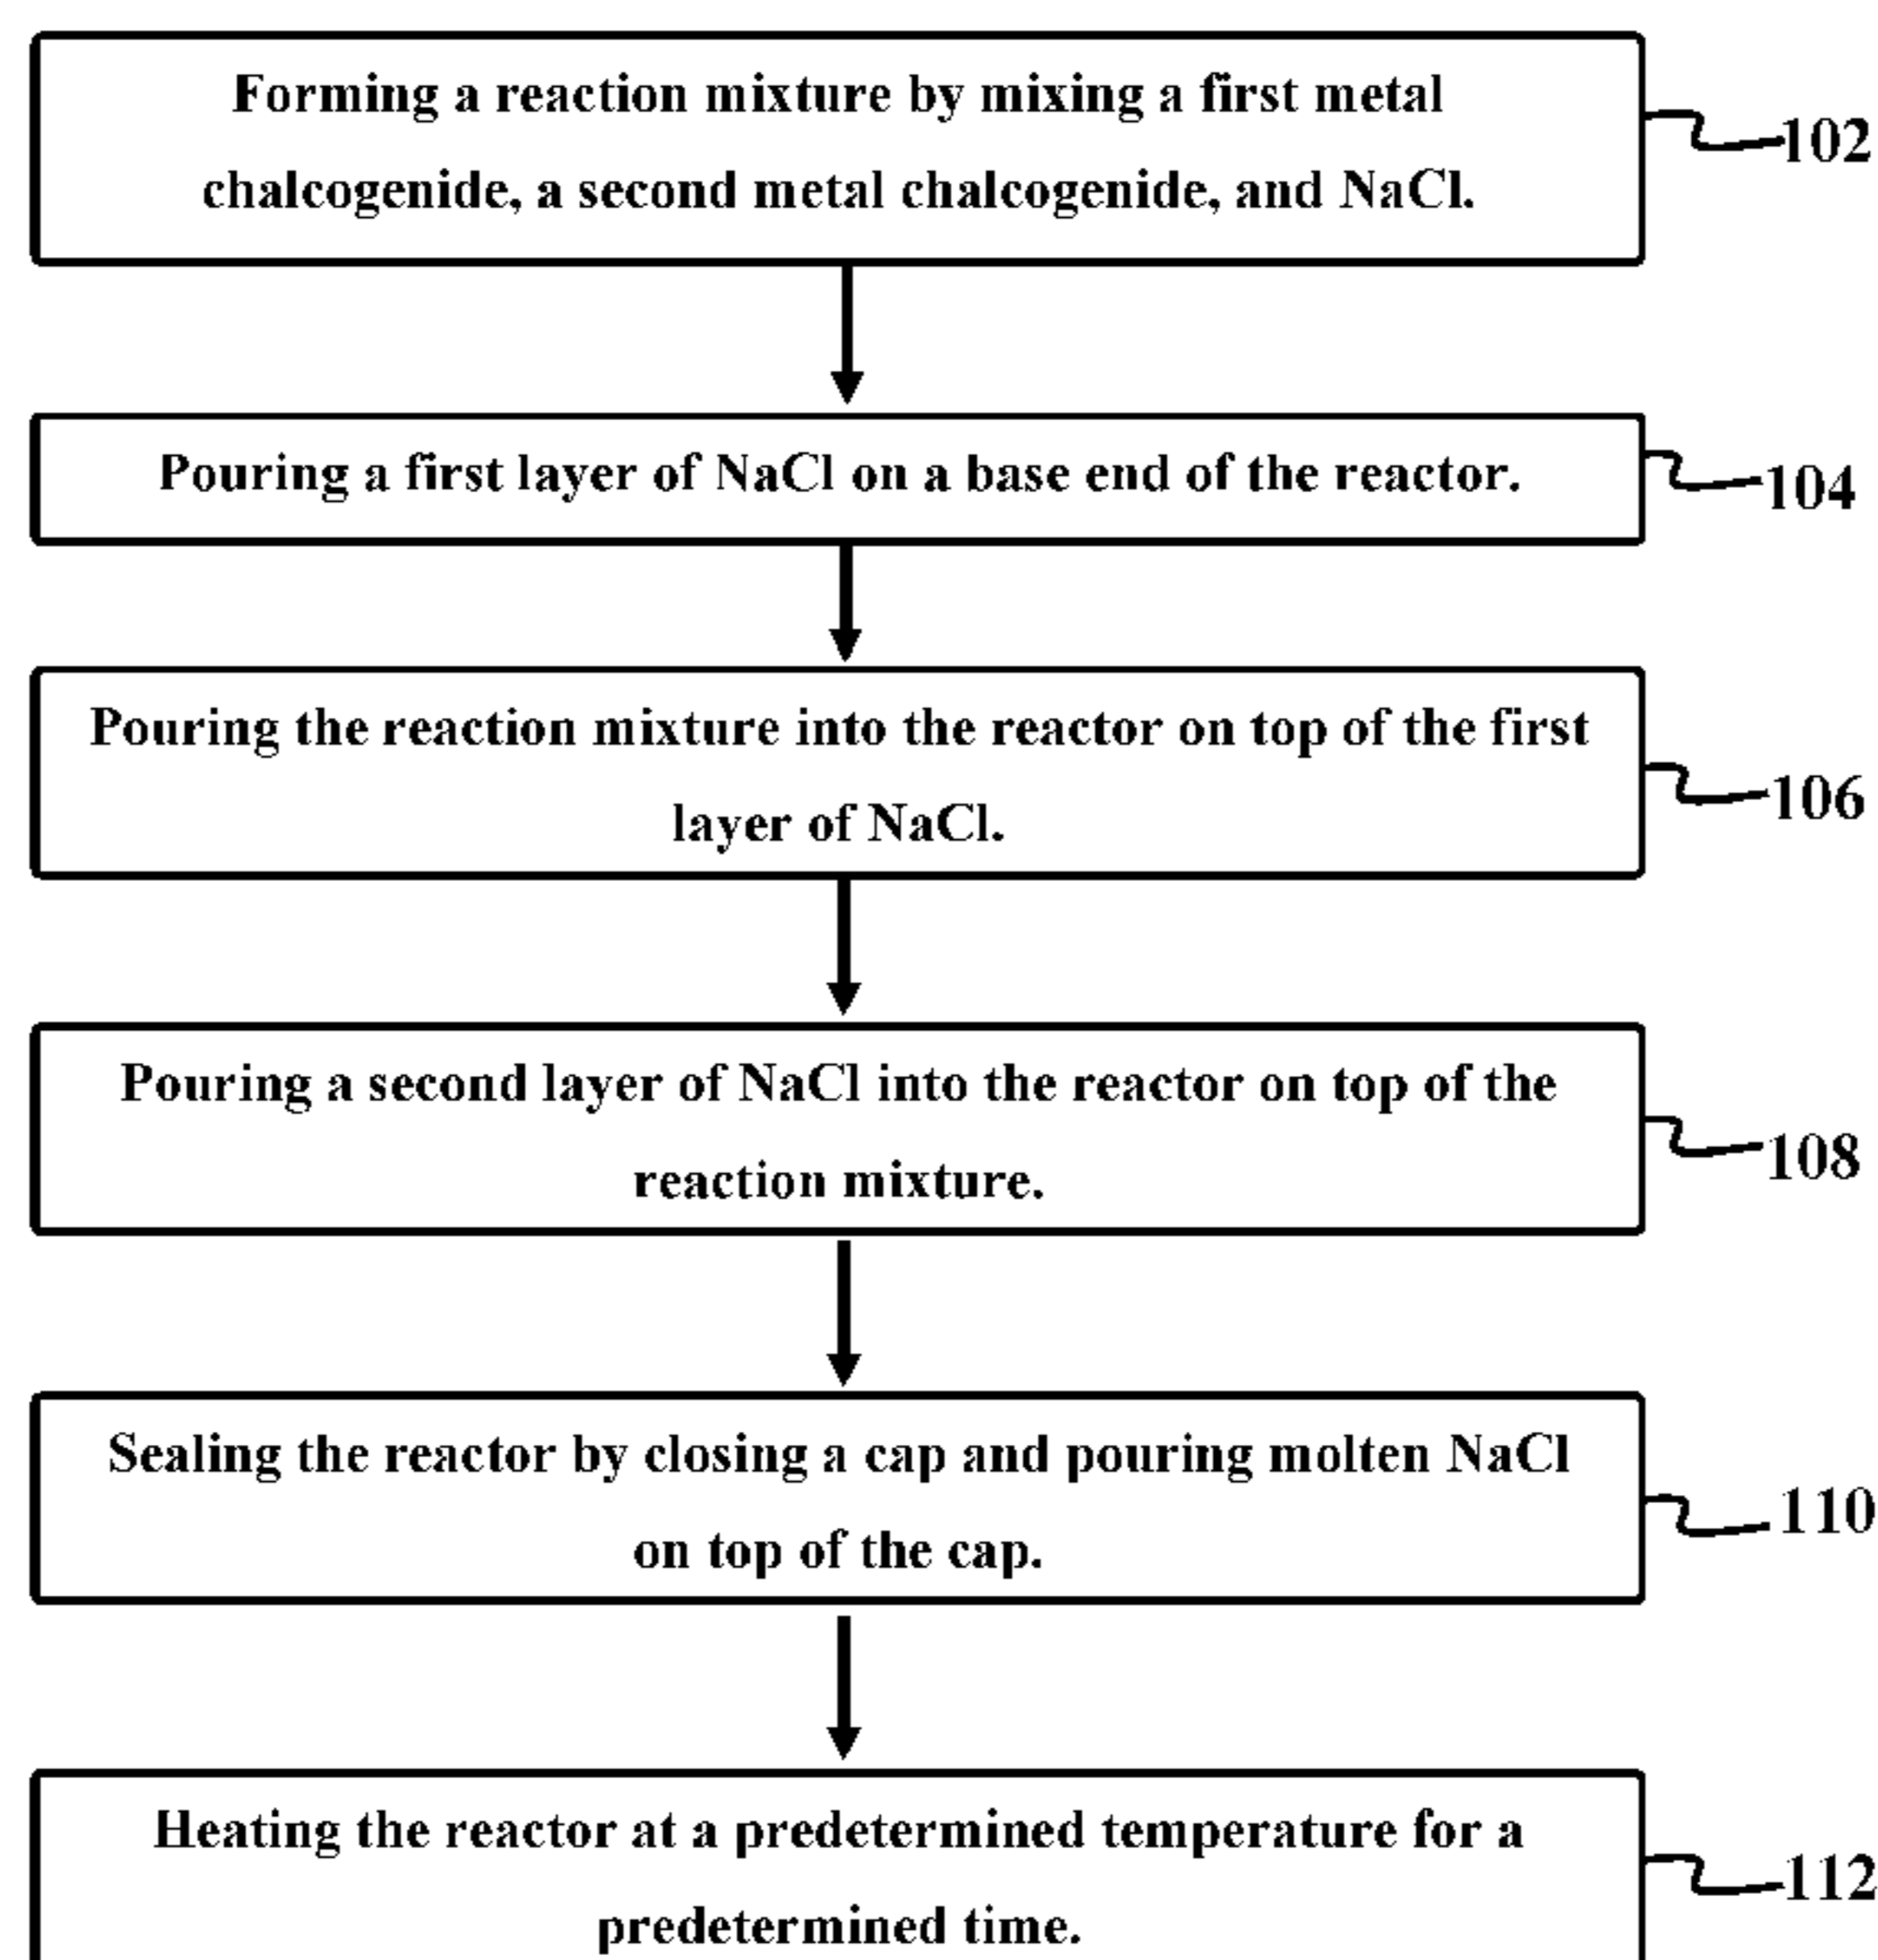 Forming a reaction mixture by mixing a first metal
chalcogenide, a second metal chalcogenide, and NaCl.
102
Pouring a first layer of NaCl on a base end of the reactor.
104
Pouring the reaction mixture into the reactor on top of the first
layer of NaCl.
106
Pouring a second layer of NaCl into the reactor on top of the
reaction mixture.
108
Sealing the reactor by closing a cap and pouring molten NaCl
on top of the cap.
110
Heating the reactor at a predetermined temperature for a
predetermined time.
112